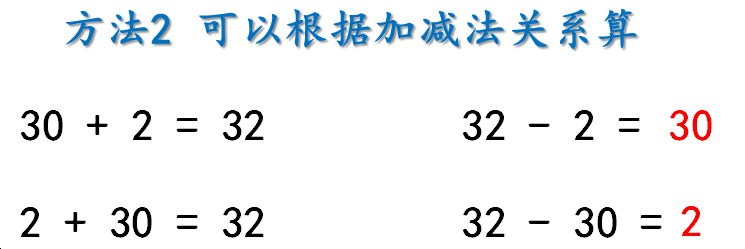 方法2 可以根据加减法关系算
30 + 2 = 32 32 - 2 = 30
2 + 30 = 32 32 - 30 = 2